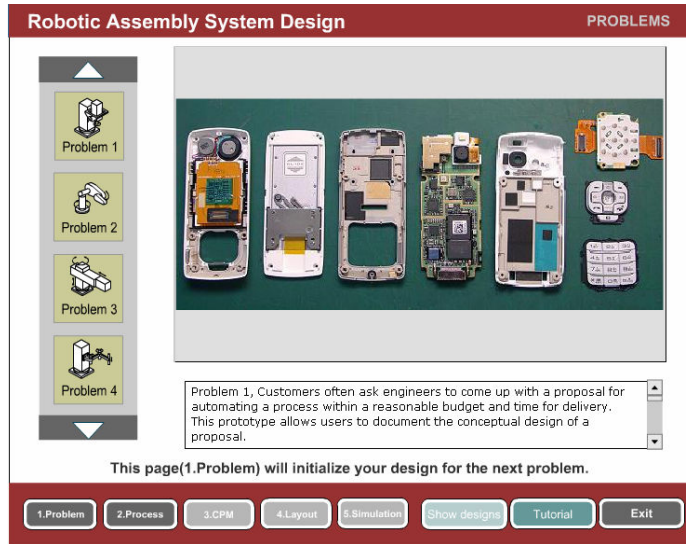 Robotic Assembly System Design
PROBLEMS
Problem 1
Problem 2
Problem 3
Problem 4
Problem 1, Customers often ask engineers to come up with a proposal for
automating a process within a reasonable budget and time for delivery.
This prototype allows users to document the conceptual design of a
proposal.
This page(1.Problem) will initialize your design for the next problem.
1.Problem
2.Process
3.CPM
4.Layout
5.Simulation
Show designs
Tutorial
Exit